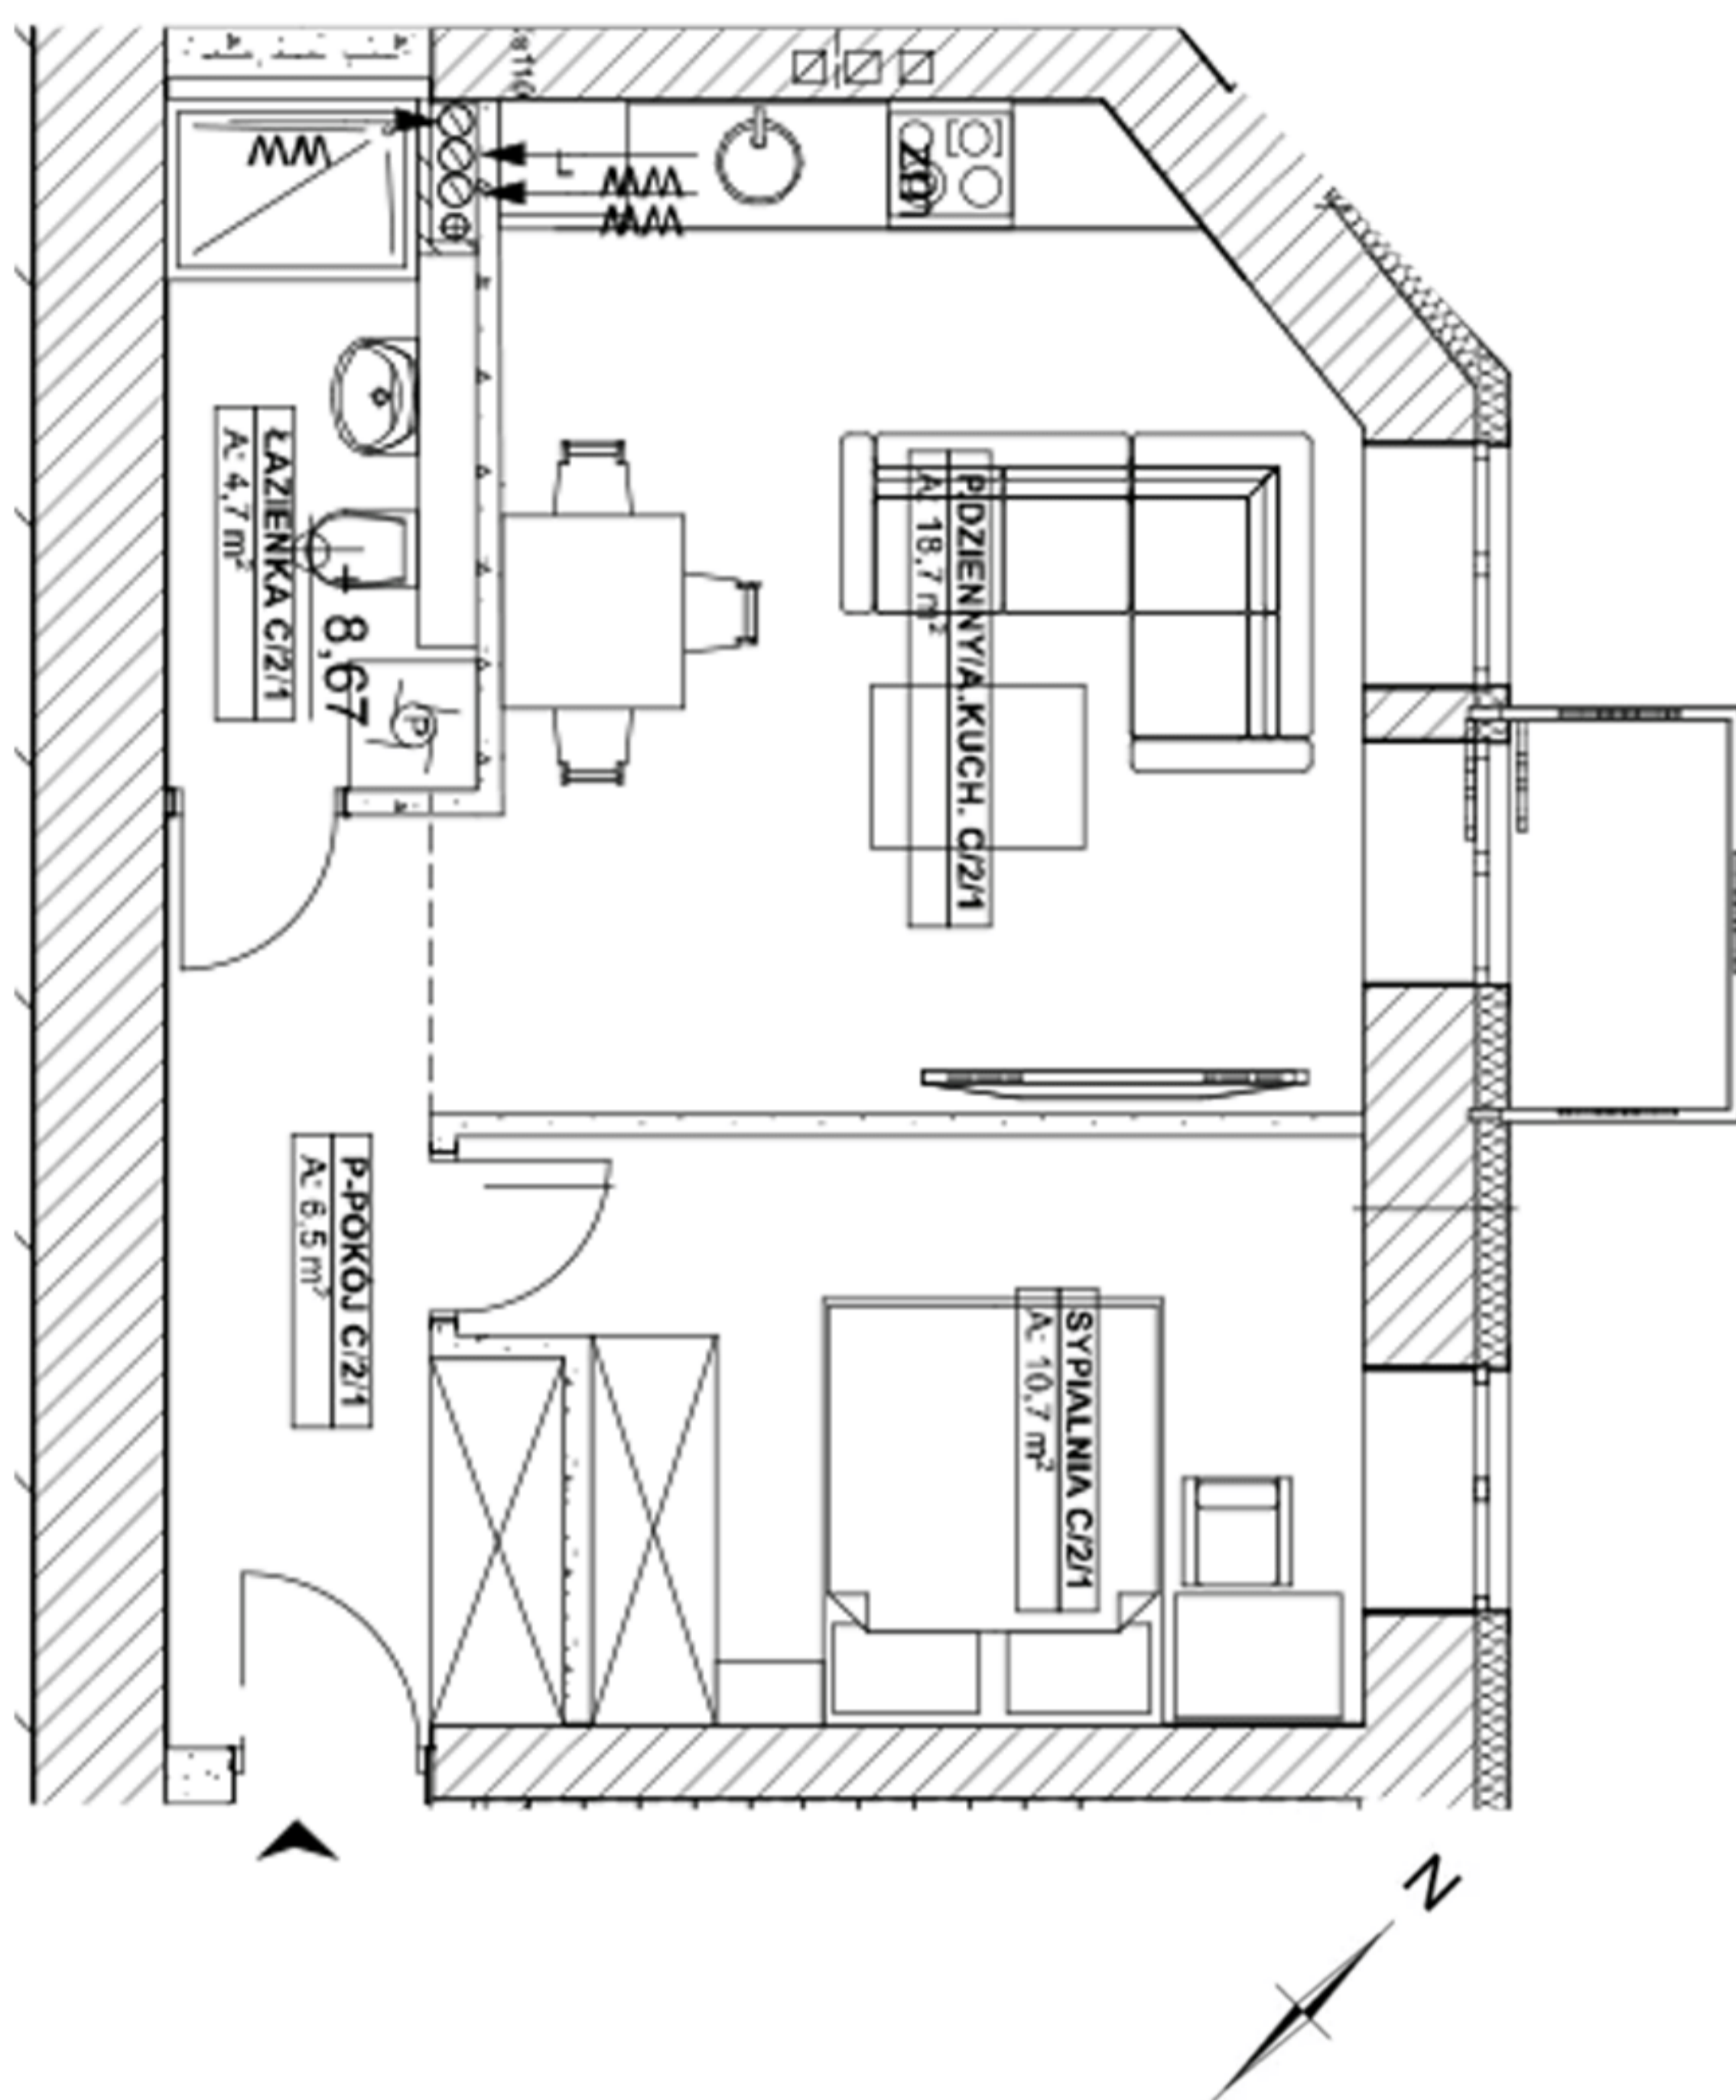 L
zm
ŁAZIENKA C/2/1
A: 4,7 m²
+ 8,67
P
P.DZIENNY/A.KUCH. C/2/1
A: 18,7 m²
P-POKÓJ C/2/1
A: 6,5 m²
SYPIALNIA C/2/1
A: 10,7 m²
N